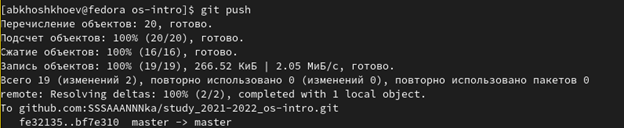 [abkhoshkhoev@fedora os-intro]$ git push
Перечисление объектов: 20, готово.
Подсчет объектов: 100% (20/20), готово.
Сжатие объектов: 100% (16/16), готово.
Запись объектов: 100% (19/19), 266.52 КиБ | 2.05 МиБ/с, готово.
Всего 19 (изменений 2), повторно использовано 0 (изменений 0), повторно использовано пакетов 0
remote: Resolving deltas: 100% (2/2), completed with 1 local object.
To github.com:SSSAAANNNka/study_2021-2022_os-intro.git
fe32135..bf7e310  master -> master